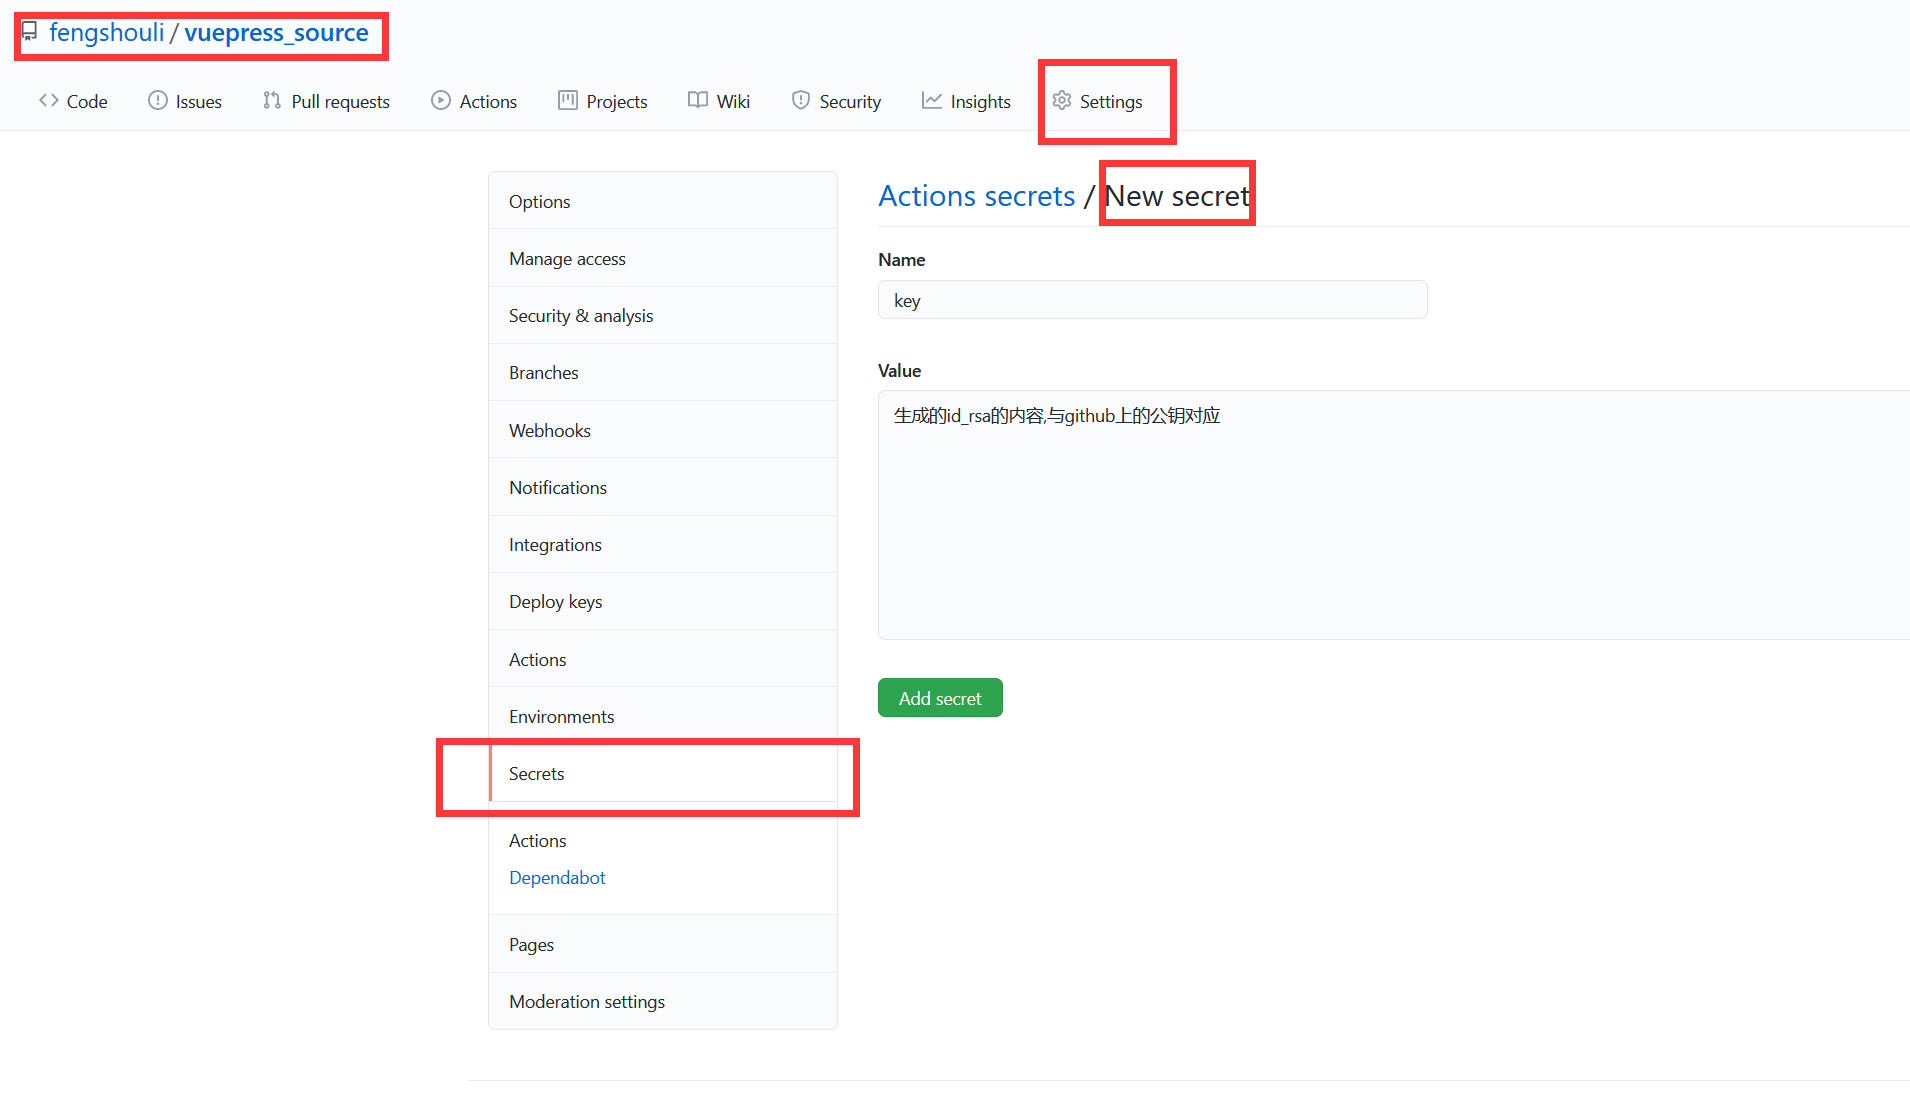 fengshouli / vuepress_source
Code Issues Pull requests Actions Projects Wiki Security Insights Settings
Options
Manage access
Security & analysis
Branches
Webhooks
Notifications
Integrations
Deploy keys
Actions
Environments
Secrets
Actions
Dependabot
Pages
Moderation settings
Actions secrets / New secret
Name
key
Value
生成的id_rsa的内容,与github上的公钥对应
Add secret